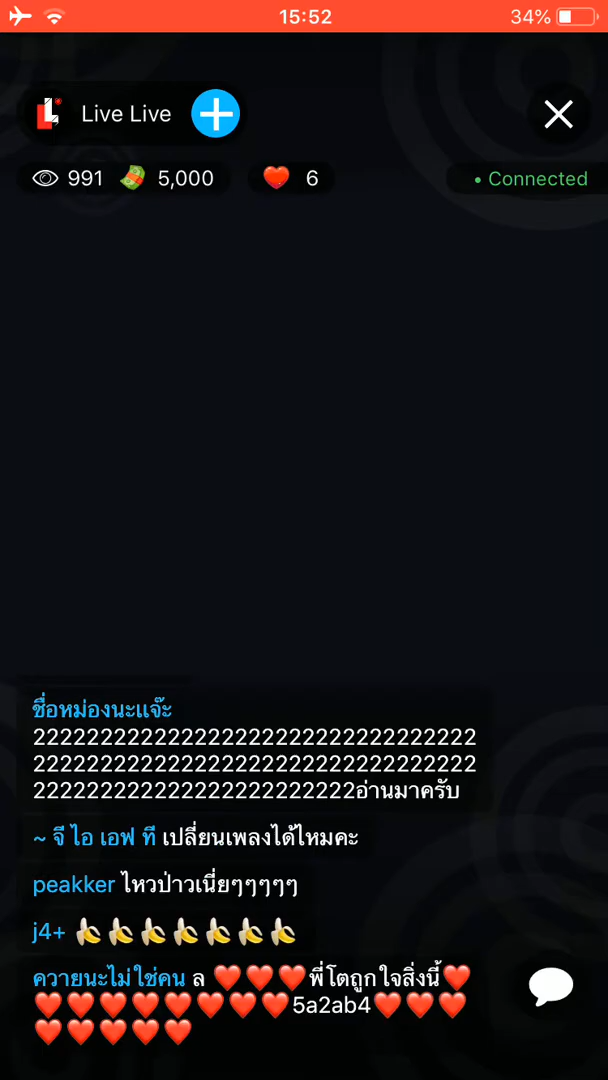 15:52
34%
Live Live
991 5,000 6
• Connected
ชื่อหม่องนะแจ๊ะ
222222222222222222222222222222222
222222222222222222222222222222222
222222222222222222222222อ่านมาครับ
~ จี ไอ เอฟ ที เปลี่ยนเพลงได้ไหมคะ
peakker ไหวป่าวเนี่ยๆๆๆๆๆ
j4+ 🍌🍌🍌🍌🍌🍌🍌
ควายนะไม่ใช่คน ล ❤️❤️❤️พี่โตถูกใจสิ่งนี้❤️
❤️❤️❤️❤️❤️❤️❤️❤️5a2ab4❤️❤️❤️
❤️❤️❤️❤️❤️